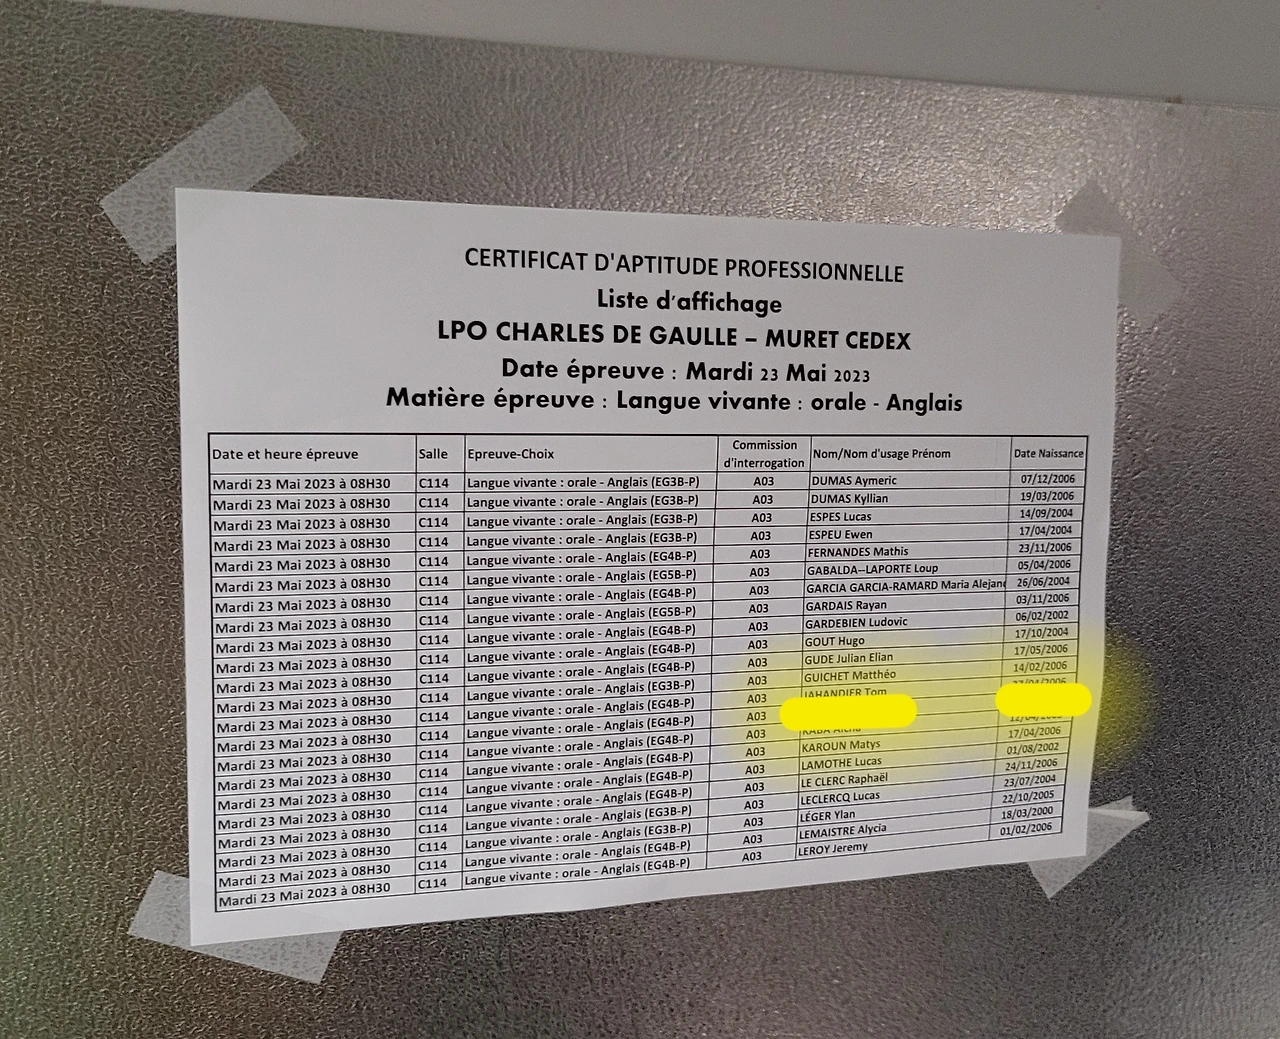 CERTIFICAT D'APTITUDE PROFESSIONNELLE
Liste d'affichage
LPO CHARLES DE GAULLE – MURET CEDEX
Date épreuve : Mardi 23 Mai 2023
Matière épreuve : Langue vivante : orale - Anglais
Date et heure épreuve Salle Epreuve-Choix Commission d'interrogation Nom/Nom d'usage Prénom Date Naissance
Mardi 23 Mai 2023 à 08H30 C114 Langue vivante : orale - Anglais (EG3B-P) A03 DUMAS Aymeric 07/12/2006
Mardi 23 Mai 2023 à 08H30 C114 Langue vivante : orale - Anglais (EG3B-P) A03 DUMAS Kyllian 19/03/2006
Mardi 23 Mai 2023 à 08H30 C114 Langue vivante : orale - Anglais (EG3B-P) A03 ESPES Lucas 14/09/2004
Mardi 23 Mai 2023 à 08H30 C114 Langue vivante : orale - Anglais (EG3B-P) A03 ESPEU Ewen 17/04/2004
Mardi 23 Mai 2023 à 08H30 C114 Langue vivante : orale - Anglais (EG4B-P) A03 FERNANDES Mathis 23/11/2006
Mardi 23 Mai 2023 à 08H30 C114 Langue vivante : orale - Anglais (EG5B-P) A03 GABALDA--LAPORTE Loup 05/04/2006
Mardi 23 Mai 2023 à 08H30 C114 Langue vivante : orale - Anglais (EG4B-P) A03 GARCIA GARCIA-RAMARD Maria Alejand 26/06/2004
Mardi 23 Mai 2023 à 08H30 C114 Langue vivante : orale - Anglais (EG5B-P) A03 GARDAIS Rayan 03/11/2006
Mardi 23 Mai 2023 à 08H30 C114 Langue vivante : orale - Anglais (EG4B-P) A03 GARDEBIEN Ludovic 06/02/2002
Mardi 23 Mai 2023 à 08H30 C114 Langue vivante : orale - Anglais (EG4B-P) A03 GOUT Hugo 17/10/2004
Mardi 23 Mai 2023 à 08H30 C114 Langue vivante : orale - Anglais (EG4B-P) A03 GUDE Julian Elian 17/05/2006
Mardi 23 Mai 2023 à 08H30 C114 Langue vivante : orale - Anglais (EG3B-P) A03 GUICHET Matthéo 14/02/2006
Mardi 23 Mai 2023 à 08H30 C114 Langue vivante : orale - Anglais (EG4B-P) A03 JAHANDIER Tom
Mardi 23 Mai 2023 à 08H30 C114 Langue vivante : orale - Anglais (EG4B-P) A03
Mardi 23 Mai 2023 à 08H30 C114 Langue vivante : orale - Anglais (EG4B-P) A03
Mardi 23 Mai 2023 à 08H30 C114 Langue vivante : orale - Anglais (EG4B-P) A03 KAROUN Matys 17/04/2006
Mardi 23 Mai 2023 à 08H30 C114 Langue vivante : orale - Anglais (EG4B-P) A03 LAMOTHE Lucas 01/08/2002
Mardi 23 Mai 2023 à 08H30 C114 Langue vivante : orale - Anglais (EG4B-P) A03 LE CLERC Raphaël 24/11/2006
Mardi 23 Mai 2023 à 08H30 C114 Langue vivante : orale - Anglais (EG3B-P) A03 LECLERCQ Lucas 23/07/2004
Mardi 23 Mai 2023 à 08H30 C114 Langue vivante : orale - Anglais (EG3B-P) A03 LÉGER Ylan 22/10/2005
Mardi 23 Mai 2023 à 08H30 C114 Langue vivante : orale - Anglais (EG4B-P) A03 LEMAISTRE Alycia 18/03/2000
Mardi 23 Mai 2023 à 08H30 C114 Langue vivante : orale - Anglais (EG4B-P) A03 LEROY Jeremy 01/02/2006